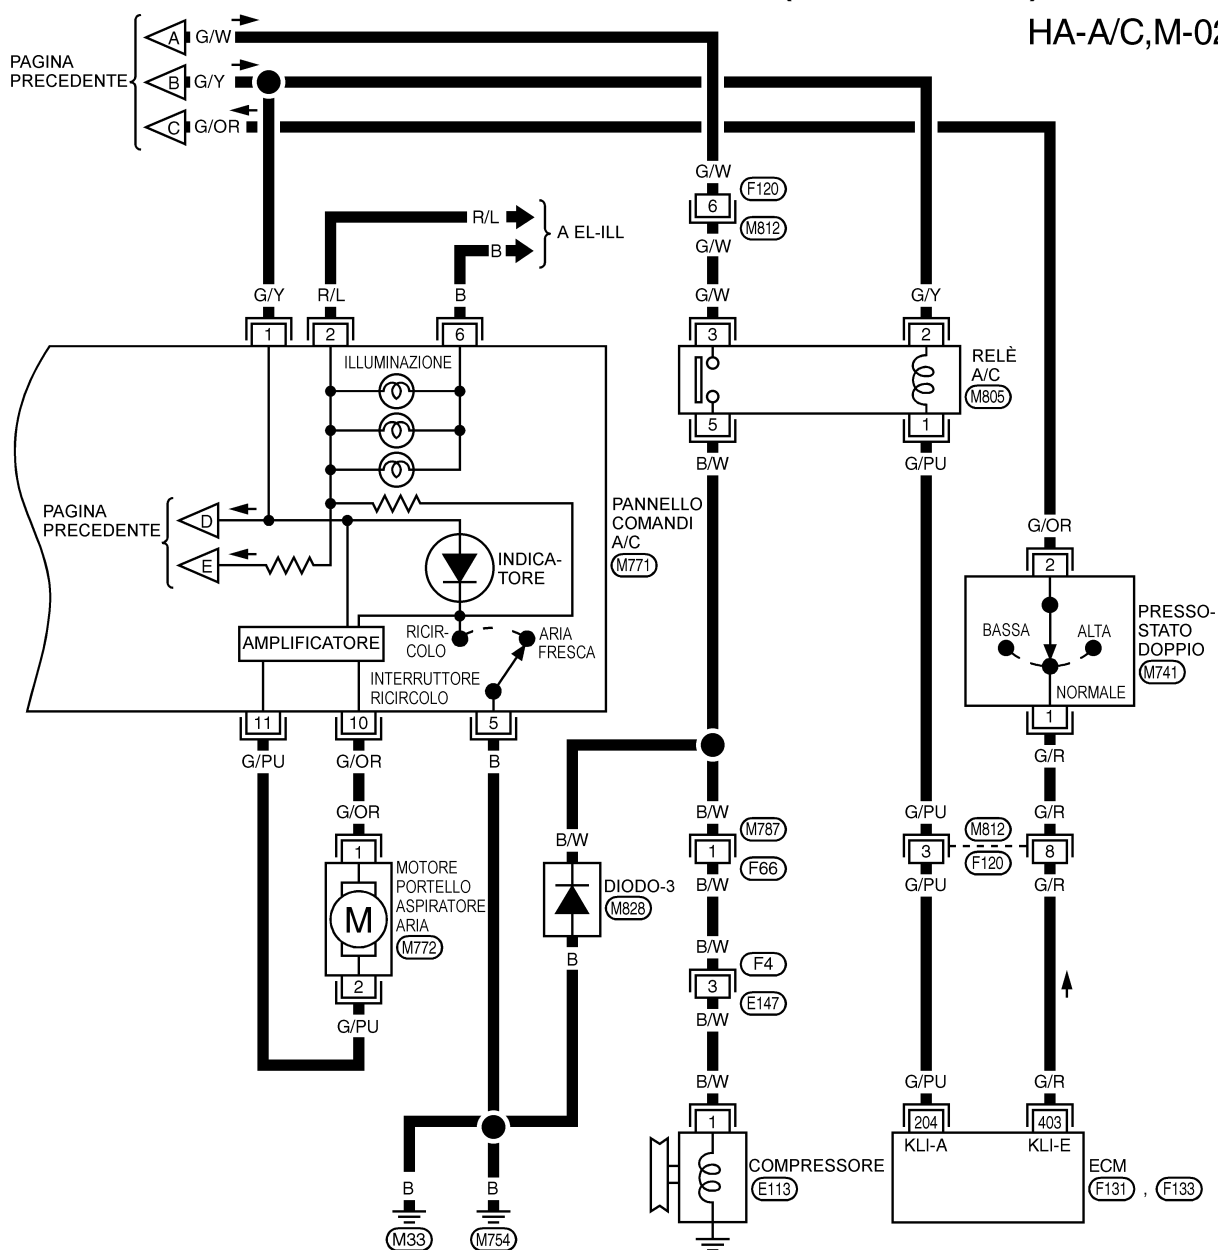 HA-A/C,M-02
PAGINA
PRECEDENTE
A G/W
B G/Y
C G/OR
G/W
6
F120
M812
G/W
R/L
B
A EL-ILL
G/Y
R/L
B
G/W
G/Y
1
2
6
3
2
ILLUMINAZIONE
RELÈ
A/C
M805
5
1
B/W
G/PU
PAGINA
PRECEDENTE
D
E
INDICA-
TORE
PANNELLO
COMANDI
A/C
M771
G/OR
2
AMPLIFICATORE
RICIR-
COLO
ARIA
FRESCA
INTERRUTTORE
RICIRCOLO
BASSA
ALTA
NORMALE
PRESSO-
STATO
DOPPIO
M741
1
G/R
11
10
5
G/PU
G/OR
B
G/OR
1
M
MOTORE
PORTELLO
ASPIRATORE
ARIA
M772
2
G/PU
B/W
DIODO-3
M828
B
B/W
1
M787
F66
B/W
B/W
3
F4
E147
B/W
B/W
G/PU
G/R
3
M812
F120
8
G/PU
G/R
G/PU
G/R
1
204
403
KLI-A
KLI-E
COMPRESSORE
E113
ECM
F131 , F133
B
B
M33
M754